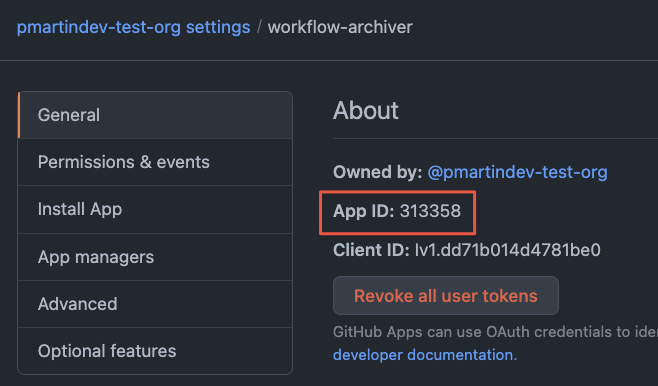 pmartindev-test-org settings / workflow-archiver
General
Permissions & events
Install App
App managers
Advanced
Optional features
About
Owned by: @pmartindev-test-org
App ID: 313358
Client ID: Iv1.dd71b014d4781be0
Revoke all user tokens
GitHub Apps can use OAuth credentials to
developer documentation.